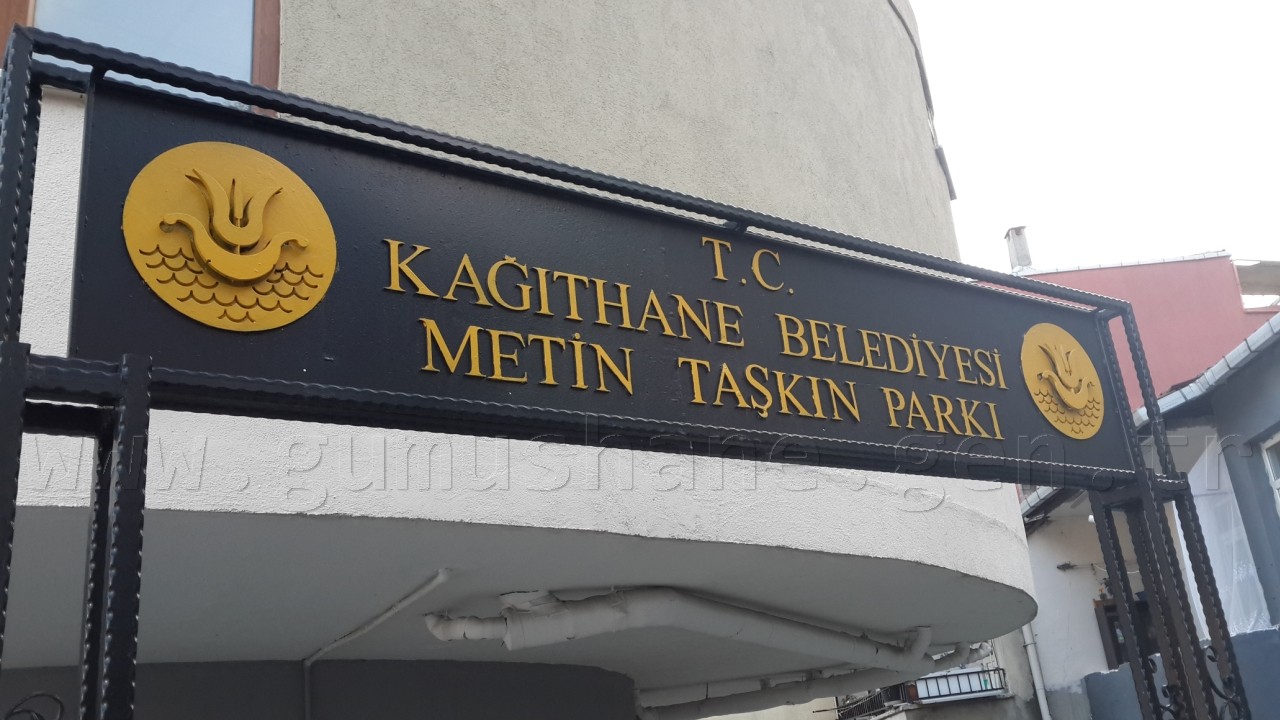 T.C.
KAĞITHANE BELEDİYESİ
METİN TAŞKIN PARKI
www.gumushane.gen.tr